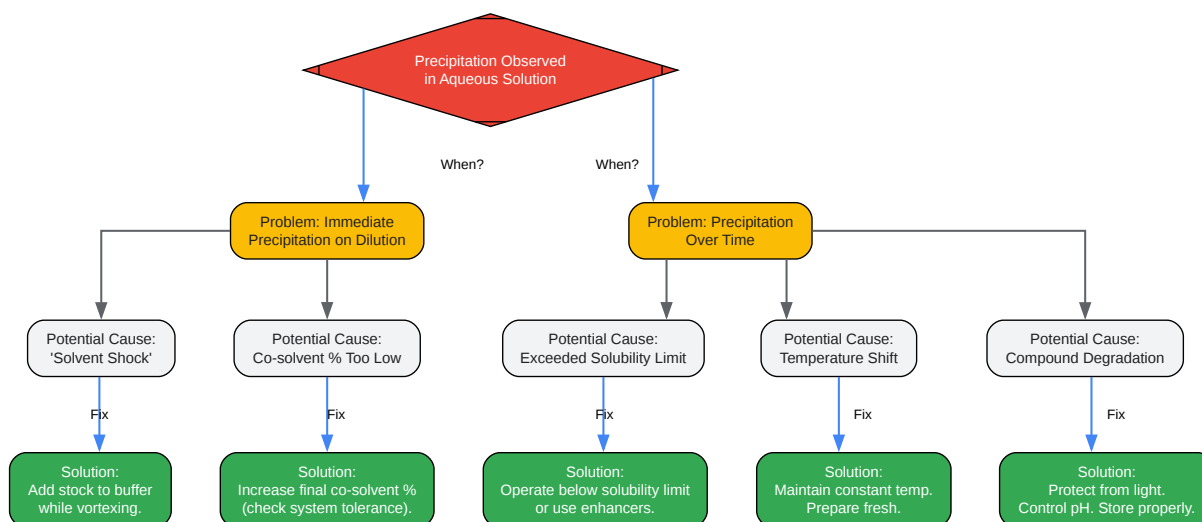 Precipitation Observed
in Aqueous Solution
When?
When?
Problem: Immediate
Precipitation on Dilution
Problem: Precipitation
Over Time
Potential Cause:
'Solvent Shock'
Potential Cause:
Co-solvent % Too Low
Potential Cause:
Exceeded Solubility Limit
Potential Cause:
Temperature Shift
Potential Cause:
Compound Degradation
Fix
Fix
Fix
Fix
Fix
Solution:
Add stock to buffer
while vortexing.
Solution:
Increase final co-solvent %
(check system tolerance).
Solution:
Operate below solubility limit
or use enhancers.
Solution:
Maintain constant temp.
Prepare fresh.
Solution:
Protect from light.
Control pH. Store properly.